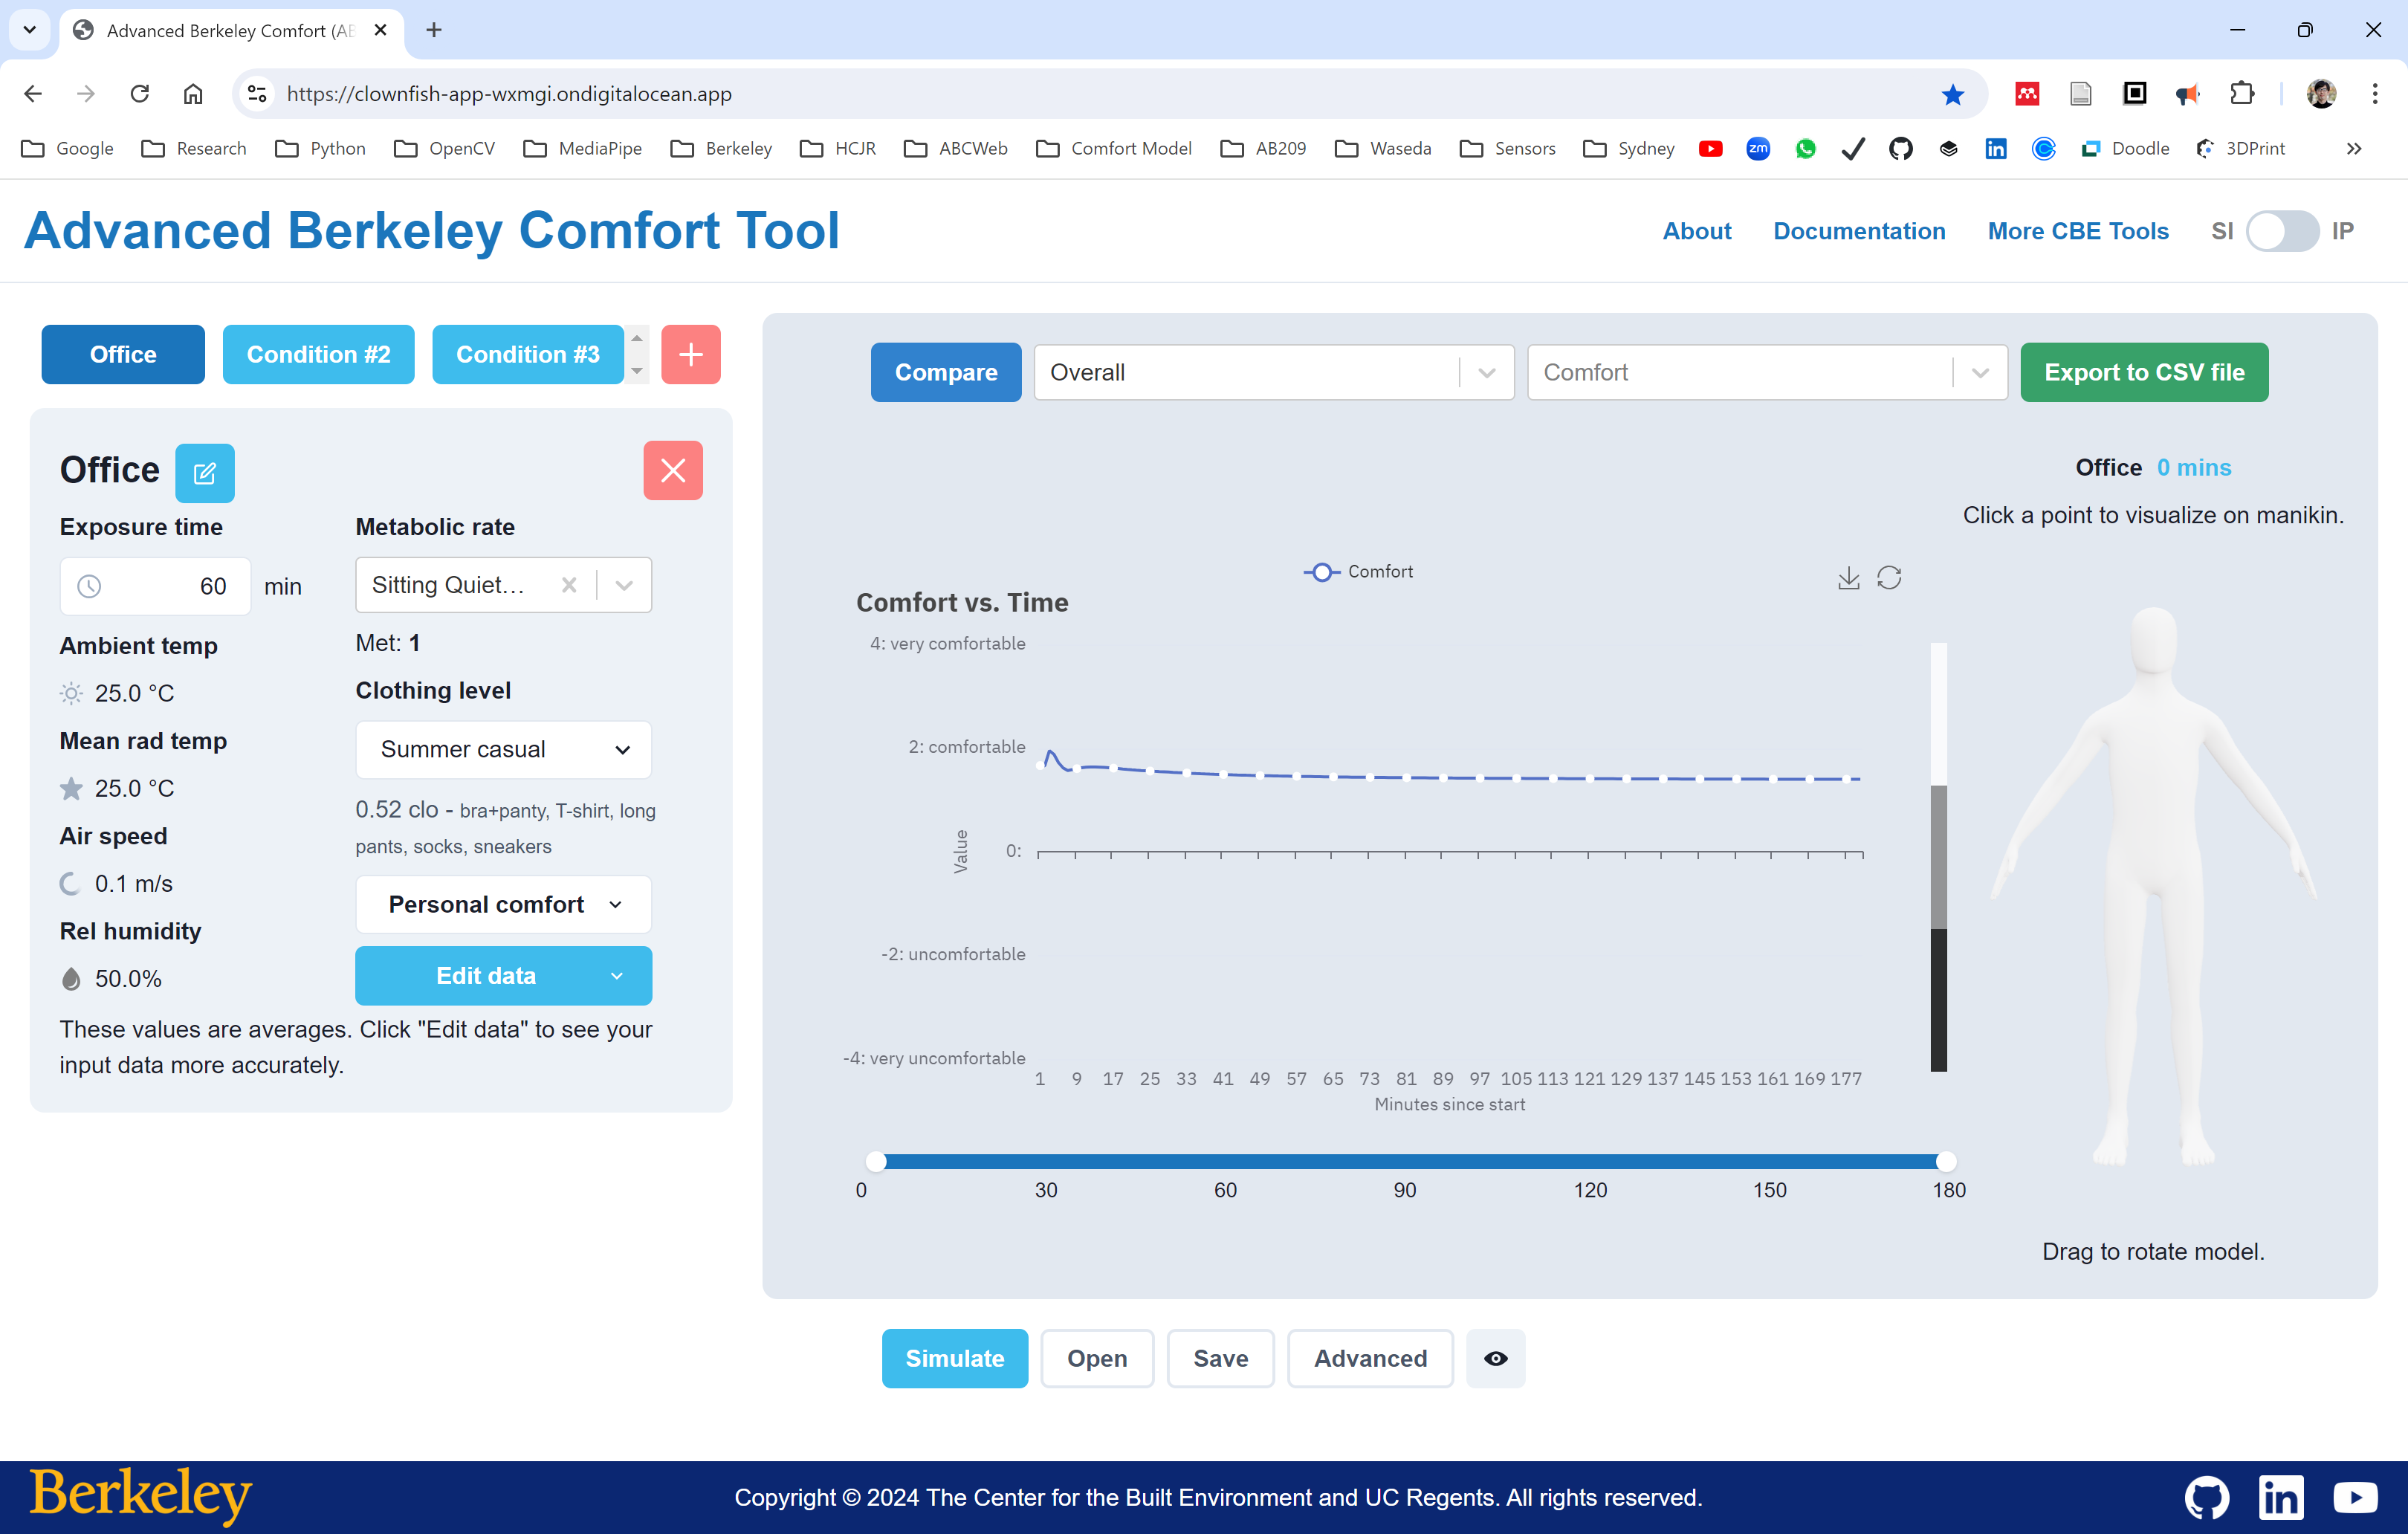 Advanced Berkeley Comfort (AB
https://clownfish-app-wxmgi.ondigitalocean.app
Google Research Python OpenCV MediaPipe Berkeley HCJR ABCWeb Comfort Model AB209 Waseda Sensors Sydney zm in Doodle 3DPrint »
Advanced Berkeley Comfort Tool
About Documentation More CBE Tools SI IP
Office Condition #2 Condition #3 +
Compare Overall Comfort Export to CSV file
Office
Exposure time
60 min
Ambient temp
25.0 °C
Mean rad temp
25.0 °C
Air speed
0.1 m/s
Rel humidity
50.0%
Metabolic rate
Sitting Quiet...
Met: 1
Clothing level
Summer casual
0.52 clo - bra+panty, T-shirt, long
pants, socks, sneakers
Personal comfort
Edit data
These values are averages. Click "Edit data" to see your
input data more accurately.
Office 0 mins
Click a point to visualize on manikin.
Comfort
Comfort vs. Time
4: very comfortable
2: comfortable
0:
-2: uncomfortable
-4: very uncomfortable
Value
1 9 17 25 33 41 49 57 65 73 81 89 97 105 113 121 129 137 145 153 161 169 177
Minutes since start
0 30 60 90 120 150 180
Drag to rotate model.
Simulate Open Save Advanced
Berkeley
Copyright © 2024 The Center for the Built Environment and UC Regents. All rights reserved.
in